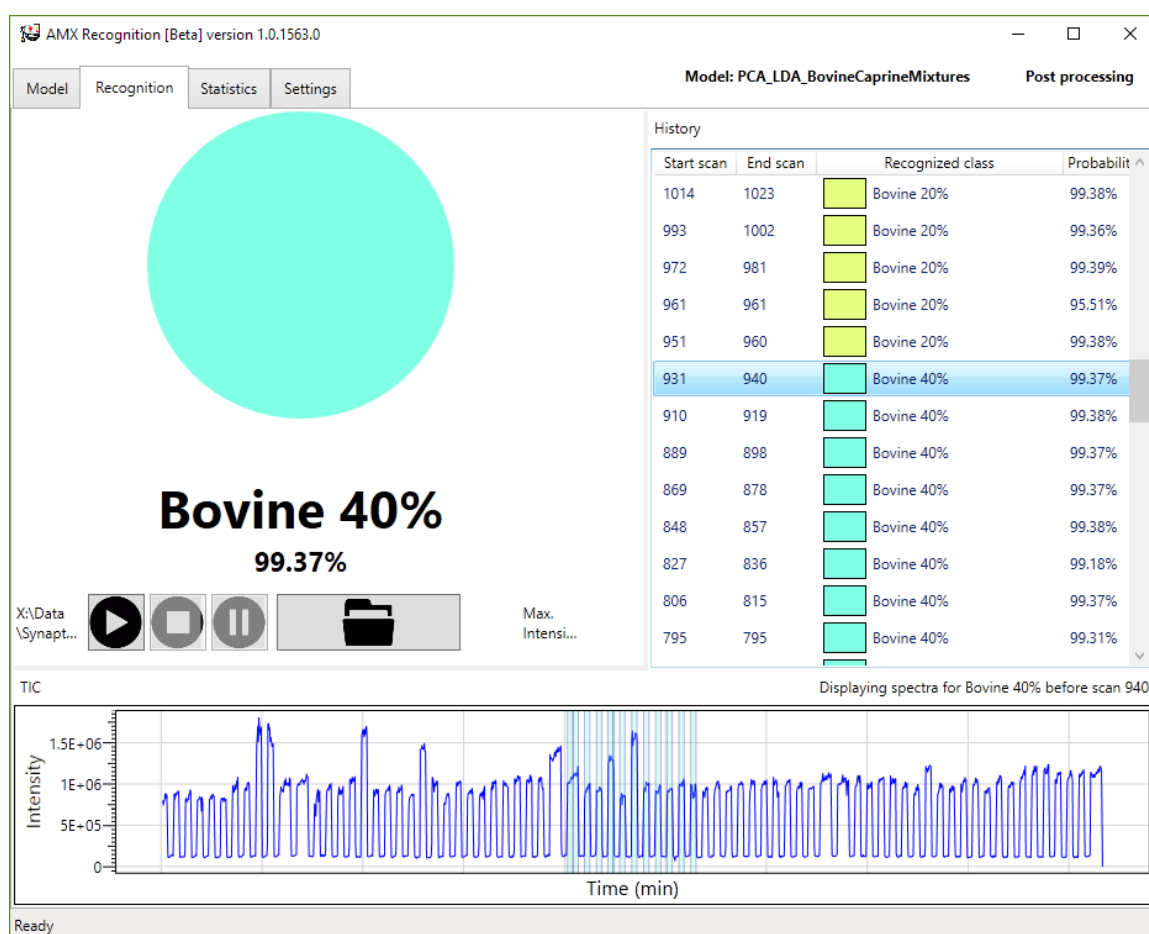 AMX Recognition [Beta] version 1.0.1563.0
Model Recognition Statistics Settings
Model: PCA_LDA_BovineCaprineMixtures Post processing
History
Start scan End scan Recognized class Probabilit
1014 1023 Bovine 20% 99.38%
993 1002 Bovine 20% 99.36%
972 981 Bovine 20% 99.39%
961 961 Bovine 20% 95.51%
951 960 Bovine 20% 99.38%
931 940 Bovine 40% 99.37%
910 919 Bovine 40% 99.38%
889 898 Bovine 40% 99.37%
869 878 Bovine 40% 99.37%
848 857 Bovine 40% 99.38%
827 836 Bovine 40% 99.18%
806 815 Bovine 40% 99.37%
795 795 Bovine 40% 99.31%
Bovine 40%
99.37%
X:\Data
\Synapt...
Max.
Intensi...
TIC
Displaying spectra for Bovine 40% before scan 940
Intensity
1.5E+06
1E+06
5E+05
0
Time (min)
Ready